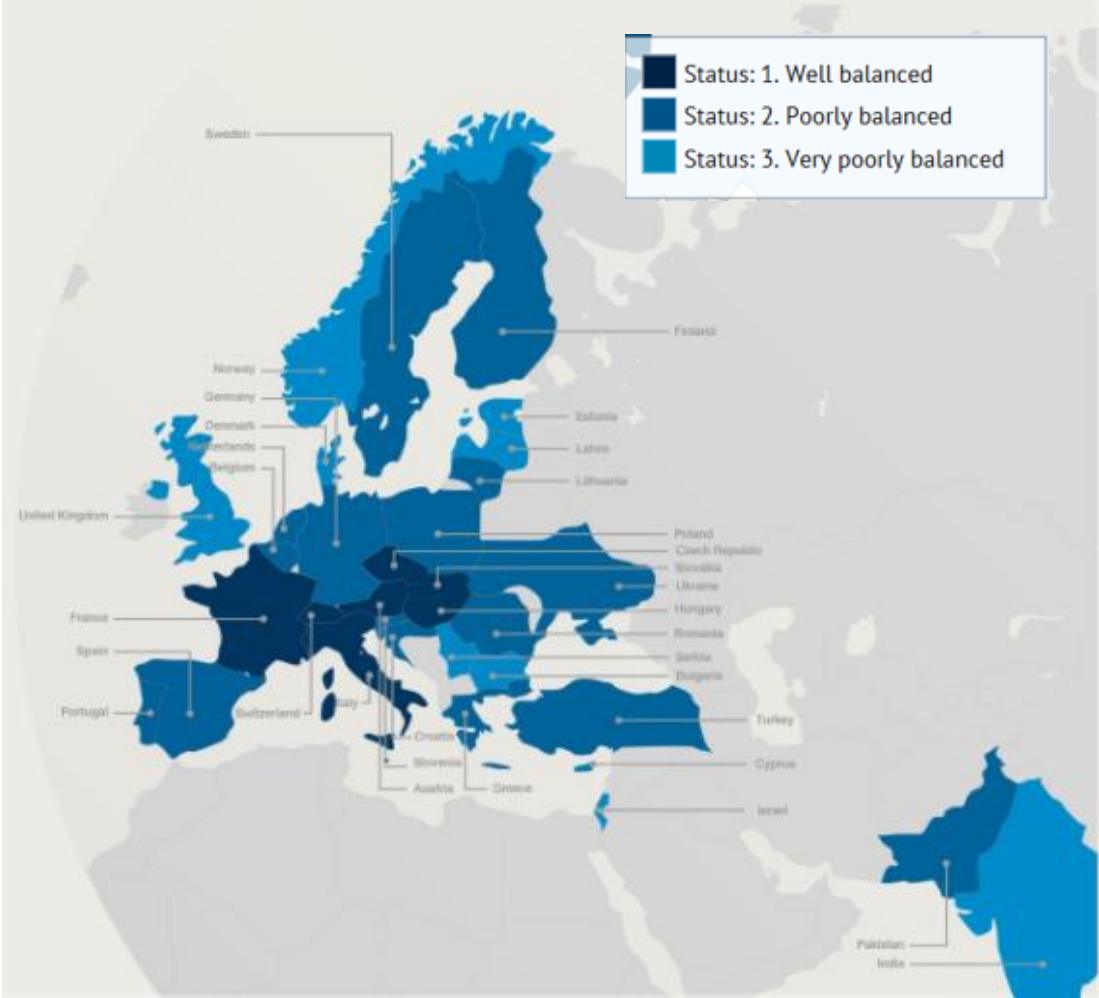 Status: 1. Well balanced
Status: 2. Poorly balanced
Status: 3. Very poorly balanced
Sweden
Finland
Norway
Germany
Denmark
Netherlands
Belgium
Estonia
Latvia
Lithuania
United Kingdom
Poland
Czech Republic
Slovakia
Ukraine
France
Hungary
Romania
Spain
Serbia
Bulgaria
Portugal
Switzerland
Italy
Turkey
Croatia
Slovenia
Cyprus
Austria
Greece
Israel
Pakistan
India